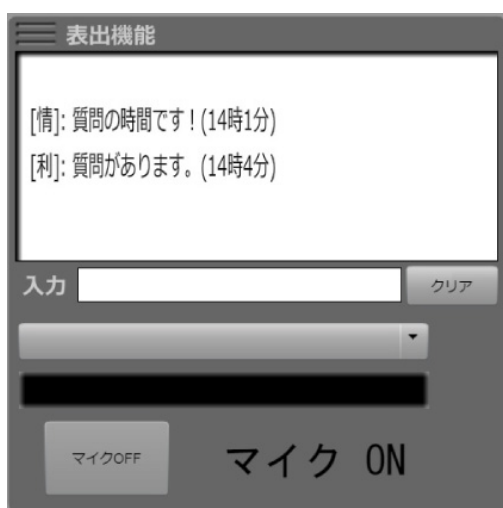 表出機能
[情]: 質問の時間です！(14時1分)
[利]: 質問があります。(14時4分)
入力
クリア
マイクOFF
マイク ON